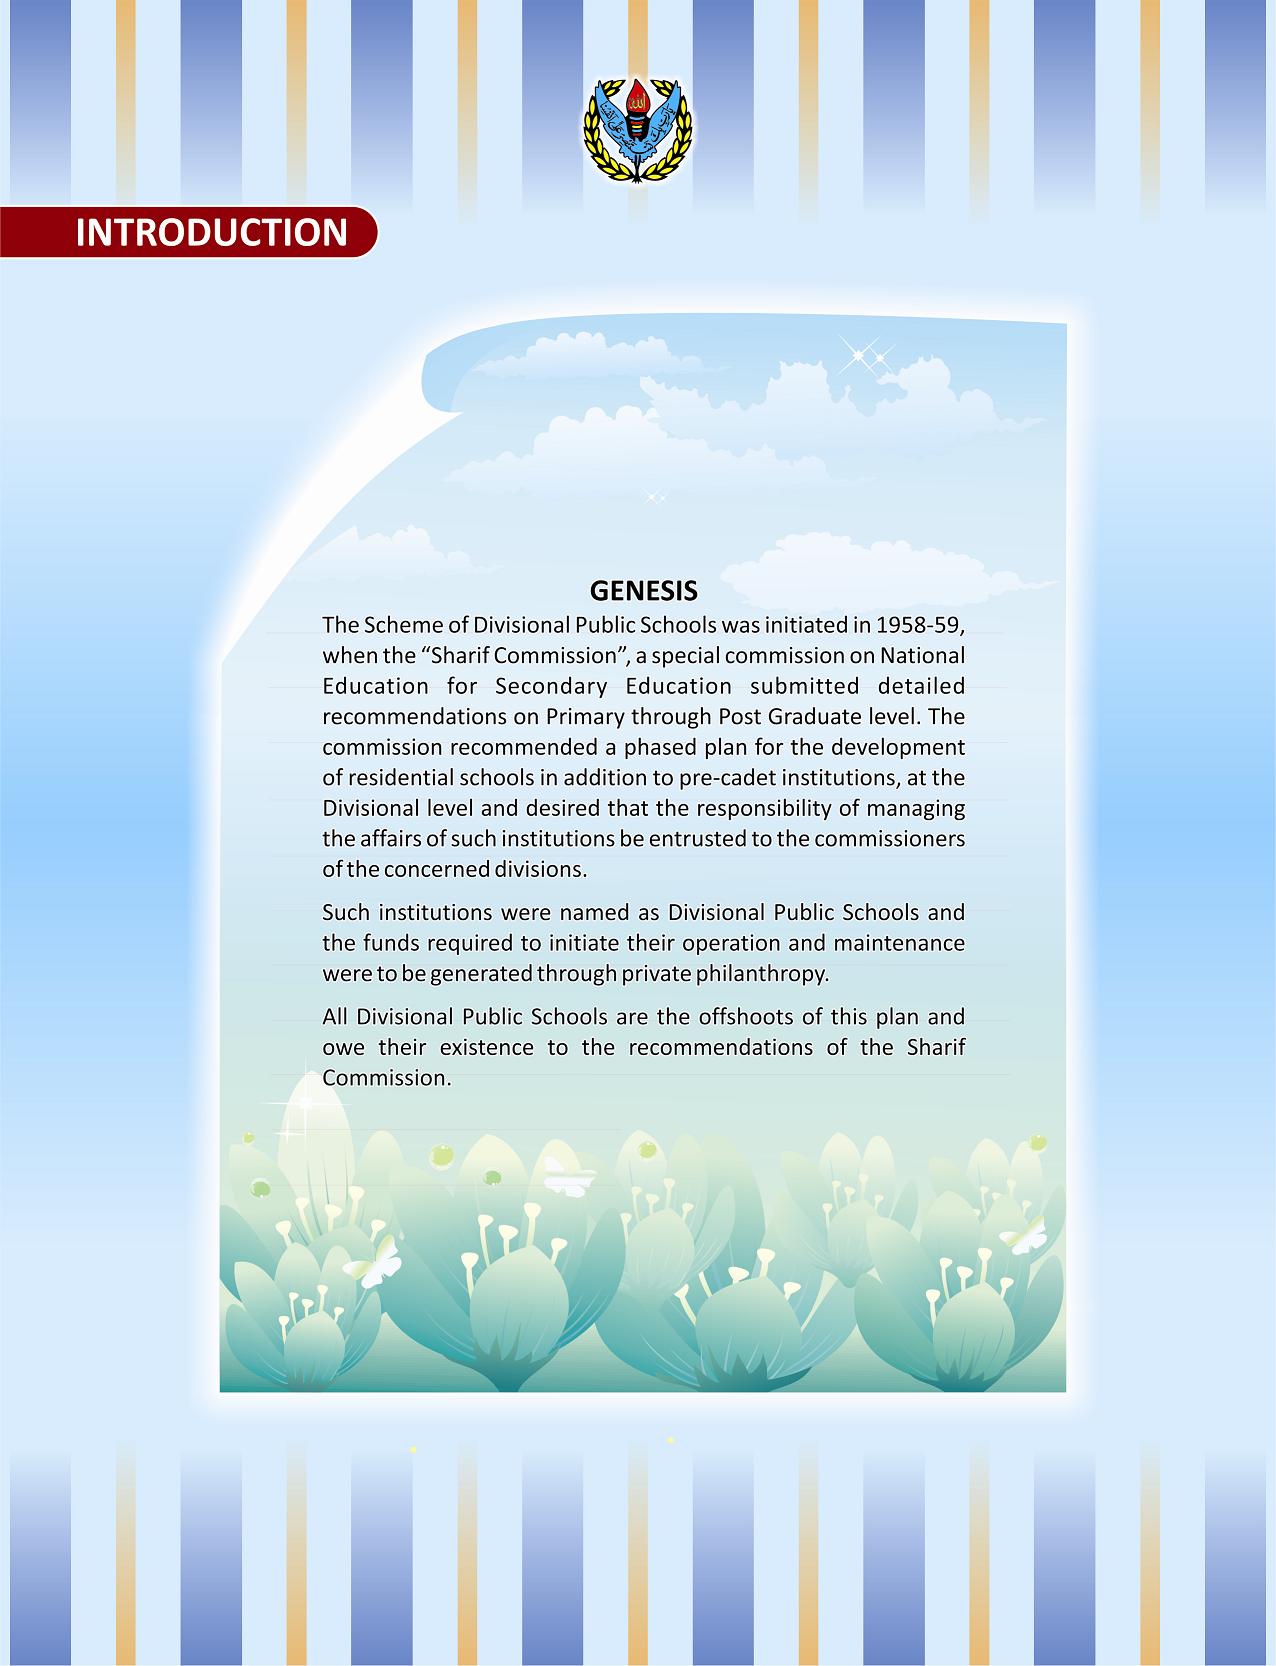 الله
INTRODUCTION
GENESIS
The Scheme of Divisional Public Schools was initiated in 1958-59,
when the “Sharif Commission”, a special commission on National
Education for Secondary Education submitted detailed
recommendations on Primary through Post Graduate level. The
commission recommended a phased plan for the development
of residential schools in addition to pre-cadet institutions, at the
Divisional level and desired that the responsibility of managing
the affairs of such institutions be entrusted to the commissioners
of the concerned divisions.
Such institutions were named as Divisional Public Schools and
the funds required to initiate their operation and maintenance
were to be generated through private philanthropy.
All Divisional Public Schools are the offshoots of this plan and
owe their existence to the recommendations of the Sharif
Commission.